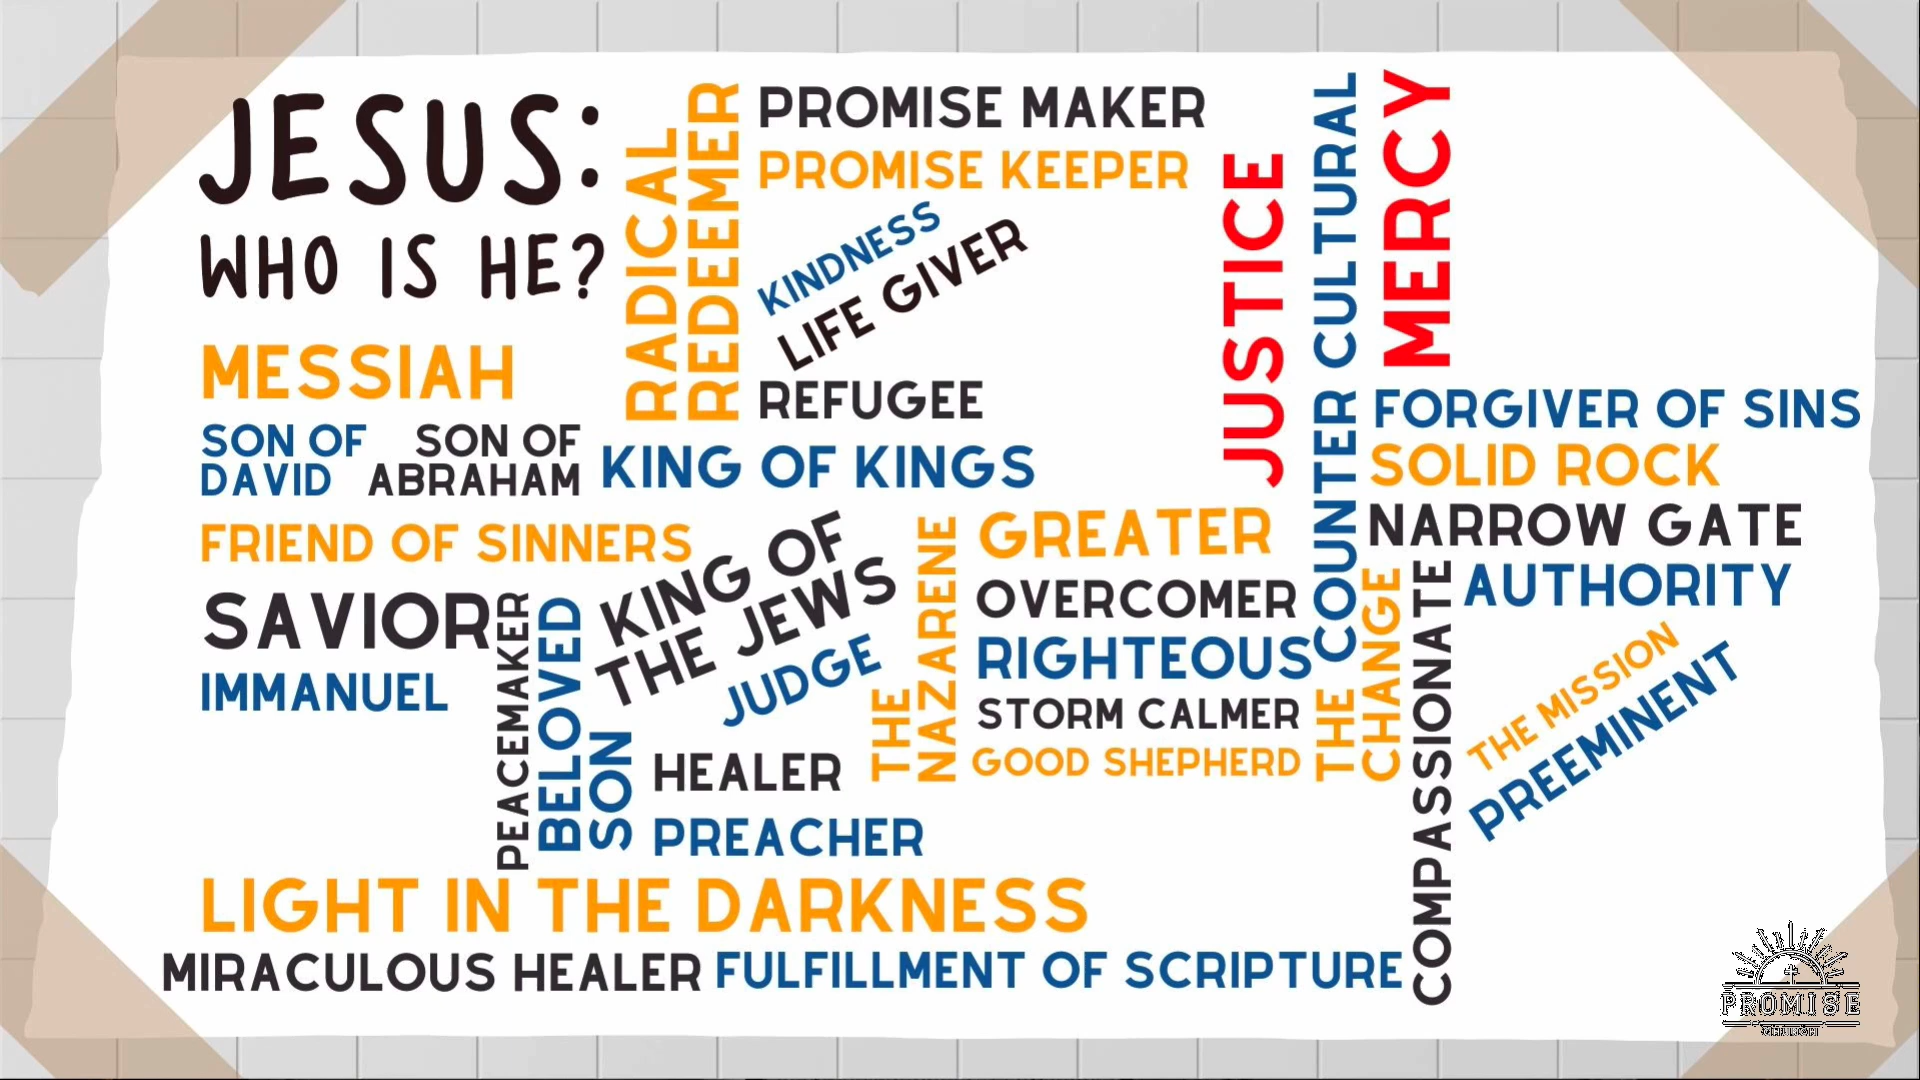 JESUS:
WHO IS HE?
MESSIAH
SON OF
DAVID
SON OF
ABRAHAM
FRIEND OF SINNERS
SAVIOR
IMMANUEL
RADICAL
REDEEMER
PROMISE MAKER
PROMISE KEEPER
KINDNESS
LIFE GIVER
REFUGEE
KING OF KINGS
KING OF
THE JEWS
JUDGE
PEACEMAKER
BELOVED
SON
HEALER
PREACHER
THE
NAZARENE
GREATER
OVERCOMER
RIGHTEOUS
STORM CALMER
GOOD SHEPHERD
JUSTICE
COUNTER CULTURAL
MERCY
FORGIVER OF SINS
SOLID ROCK
NARROW GATE
AUTHORITY
THE
CHANGE
COMPASSIONATE
THE MISSION
PREEMINENT
LIGHT IN THE DARKNESS
MIRACULOUS HEALER
FULFILLMENT OF SCRIPTURE
PROMISE
CHURCH